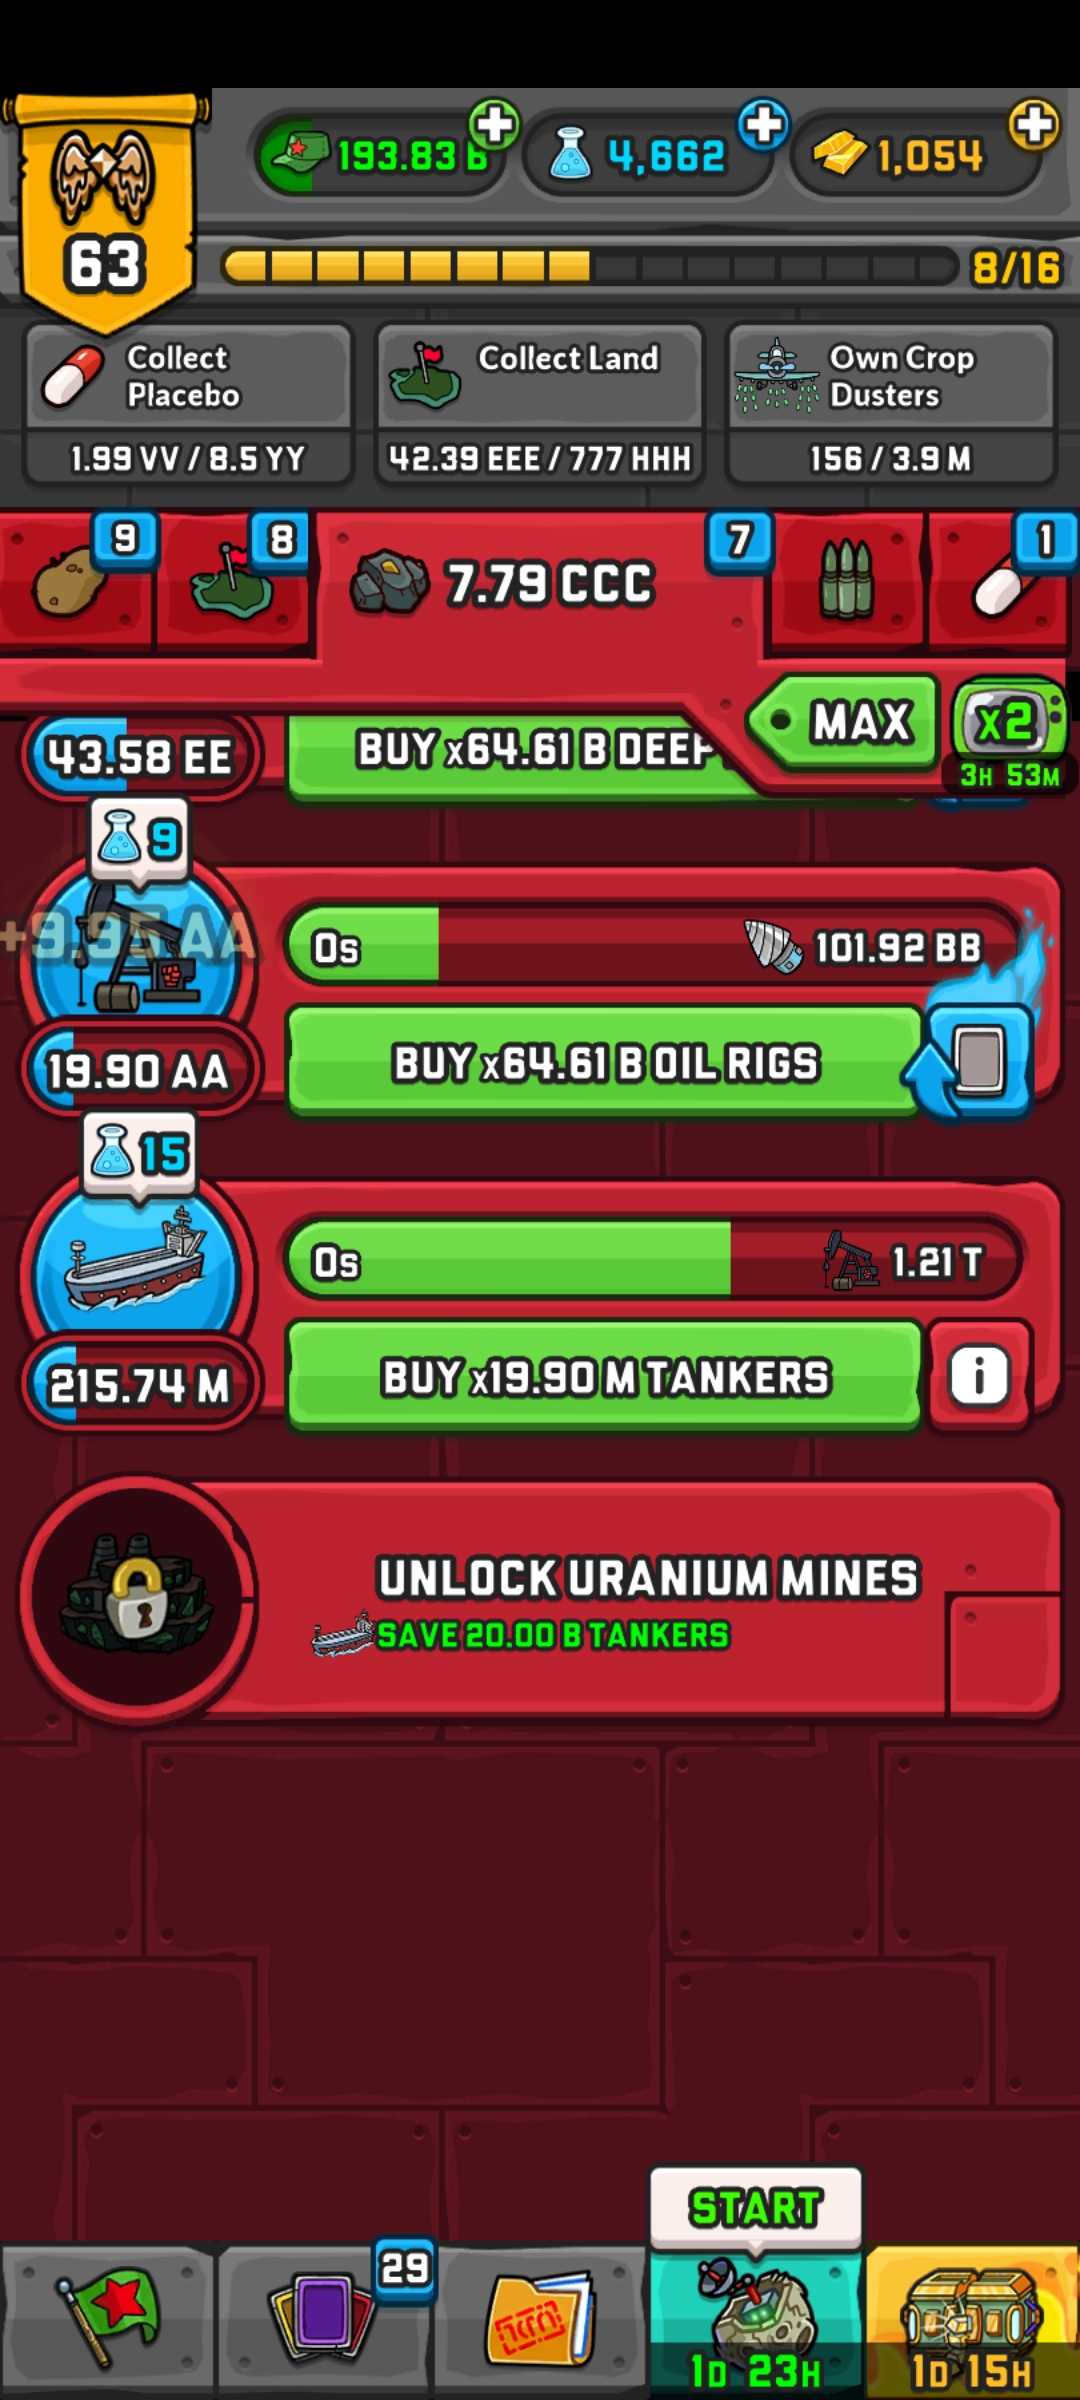 193.83 B
4,662
1,054
63
8/16
Collect
Placebo
1.99 VV / 8.5 YY
Collect Land
42.39 EEE / 777 HHH
Own Crop
Dusters
156 / 3.9 M
9
8
7.79 CCC
7
1
MAX
x2
3H 53M
43.58 EE
BUY x64.61 B DEEP
9
+9.95 AA
0s
101.92 BB
19.90 AA
BUY x64.61 B OIL RIGS
15
0s
1.21 T
215.74 M
BUY x19.90 M TANKERS
i
UNLOCK URANIUM MINES
SAVE 20.00 B TANKERS
START
29
1D 23H
1D 15H